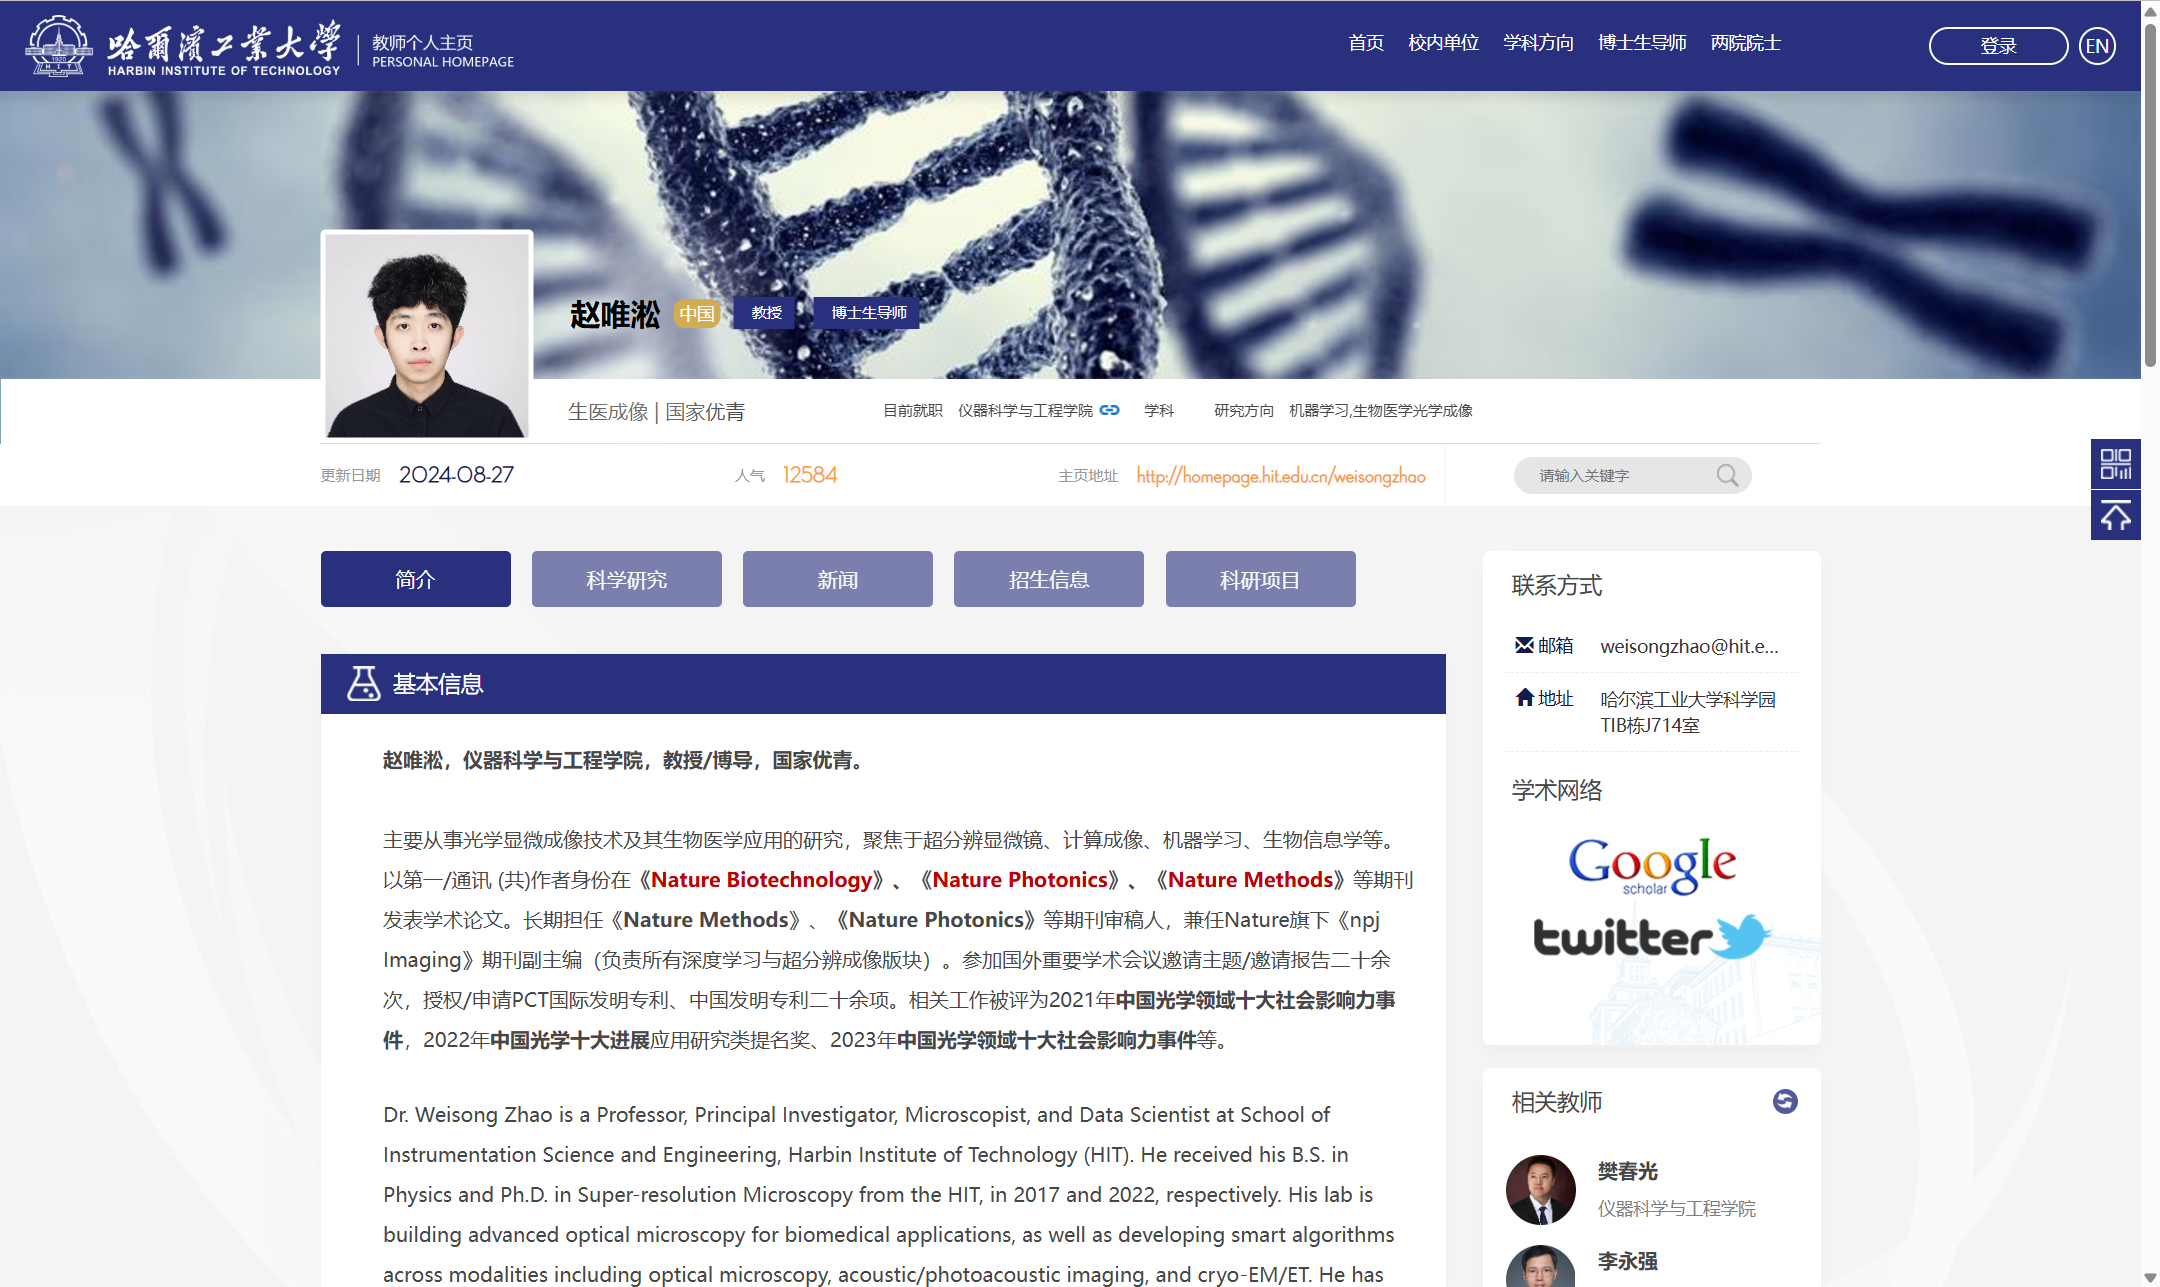 哈爾濱工業大學
HARBIN INSTITUTE OF TECHNOLOGY
教师个人主页
PERSONAL HOMEPAGE
首页 校内单位 学科方向 博士生导师 两院院士
登录 EN
赵唯淞 中国 教授 博士生导师
生医成像 | 国家优青 目前就职 仪器科学与工程学院 学科 研究方向 机器学习,生物医学光学成像
更新日期 2024-08-27 人气 12584 主页地址 http://homepage.hit.edu.cn/weisongzhao 请输入关键字
简介 科学研究 新闻 招生信息 科研项目
基本信息
赵唯淞，仪器科学与工程学院，教授/博导，国家优青。
主要从事光学显微成像技术及其生物医学应用的研究，聚焦于超分辨显微镜、计算成像、机器学习、生物信息学等。
以第一/通讯 (共)作者身份在《Nature Biotechnology》、《Nature Photonics》、《Nature Methods》等期刊
发表学术论文。长期担任《Nature Methods》、《Nature Photonics》等期刊审稿人，兼任Nature旗下《npj
Imaging》期刊副主编（负责所有深度学习与超分辨成像版块）。参加国外重要学术会议邀请主题/邀请报告二十余
次，授权/申请PCT国际发明专利、中国发明专利二十余项。相关工作被评为2021年中国光学领域十大社会影响力事
件，2022年中国光学十大进展应用研究类提名奖、2023年中国光学领域十大社会影响力事件等。
Dr. Weisong Zhao is a Professor, Principal Investigator, Microscopist, and Data Scientist at School of
Instrumentation Science and Engineering, Harbin Institute of Technology (HIT). He received his B.S. in
Physics and Ph.D. in Super-resolution Microscopy from the HIT, in 2017 and 2022, respectively. His lab is
building advanced optical microscopy for biomedical applications, as well as developing smart algorithms
across modalities including optical microscopy, acoustic/photoacoustic imaging, and cryo-EM/ET. He has
联系方式
邮箱 weisongzhao@hit.e...
地址 哈尔滨工业大学科学园
TIB栋J714室
学术网络
Google
scholar
twitter
相关教师
樊春光
仪器科学与工程学院
李永强